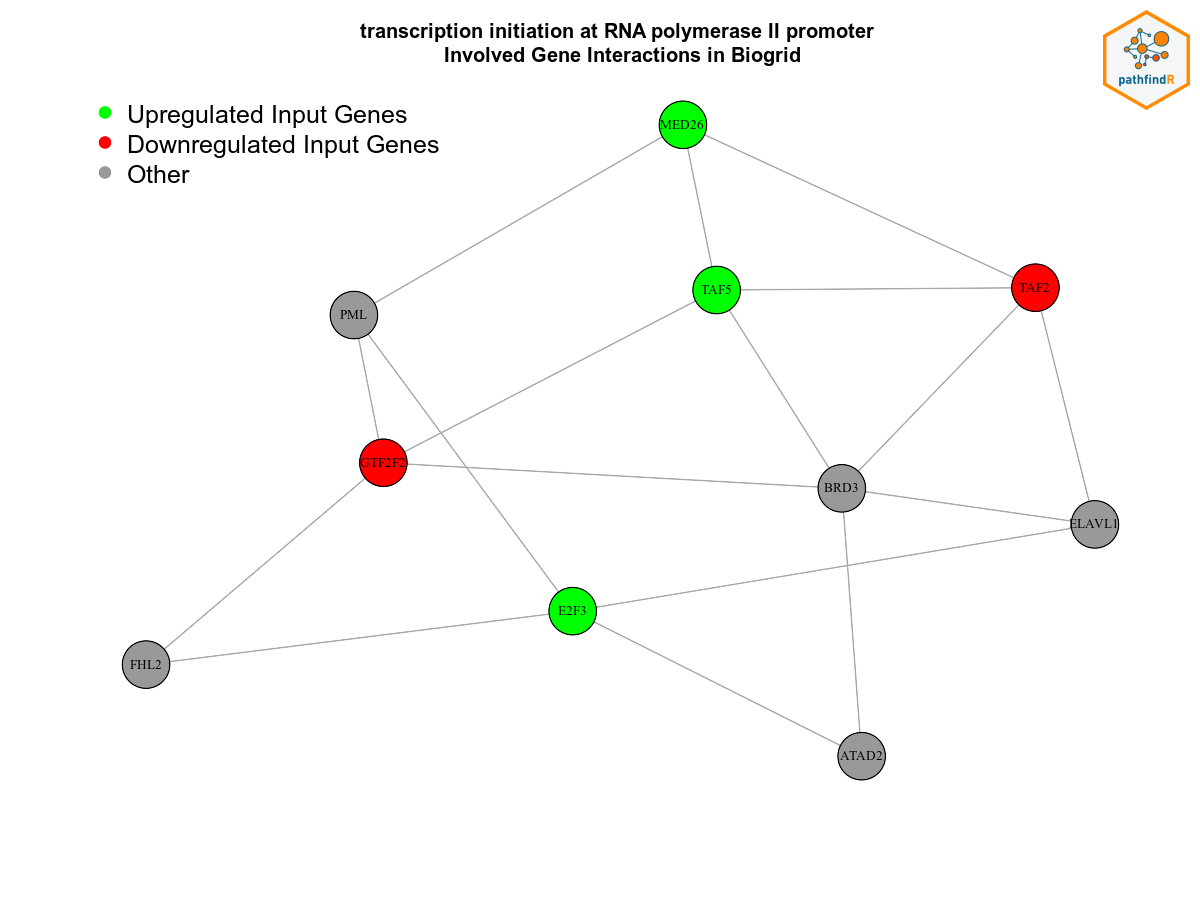 transcription initiation at RNA polymerase II promoter
Involved Gene Interactions in Biogrid
pathfindR
Upregulated Input Genes
Downregulated Input Genes
Other
MED26
TAF5
TAF2
PML
GTF2F2
BRD3
ELAVL1
E2F3
FHL2
ATAD2